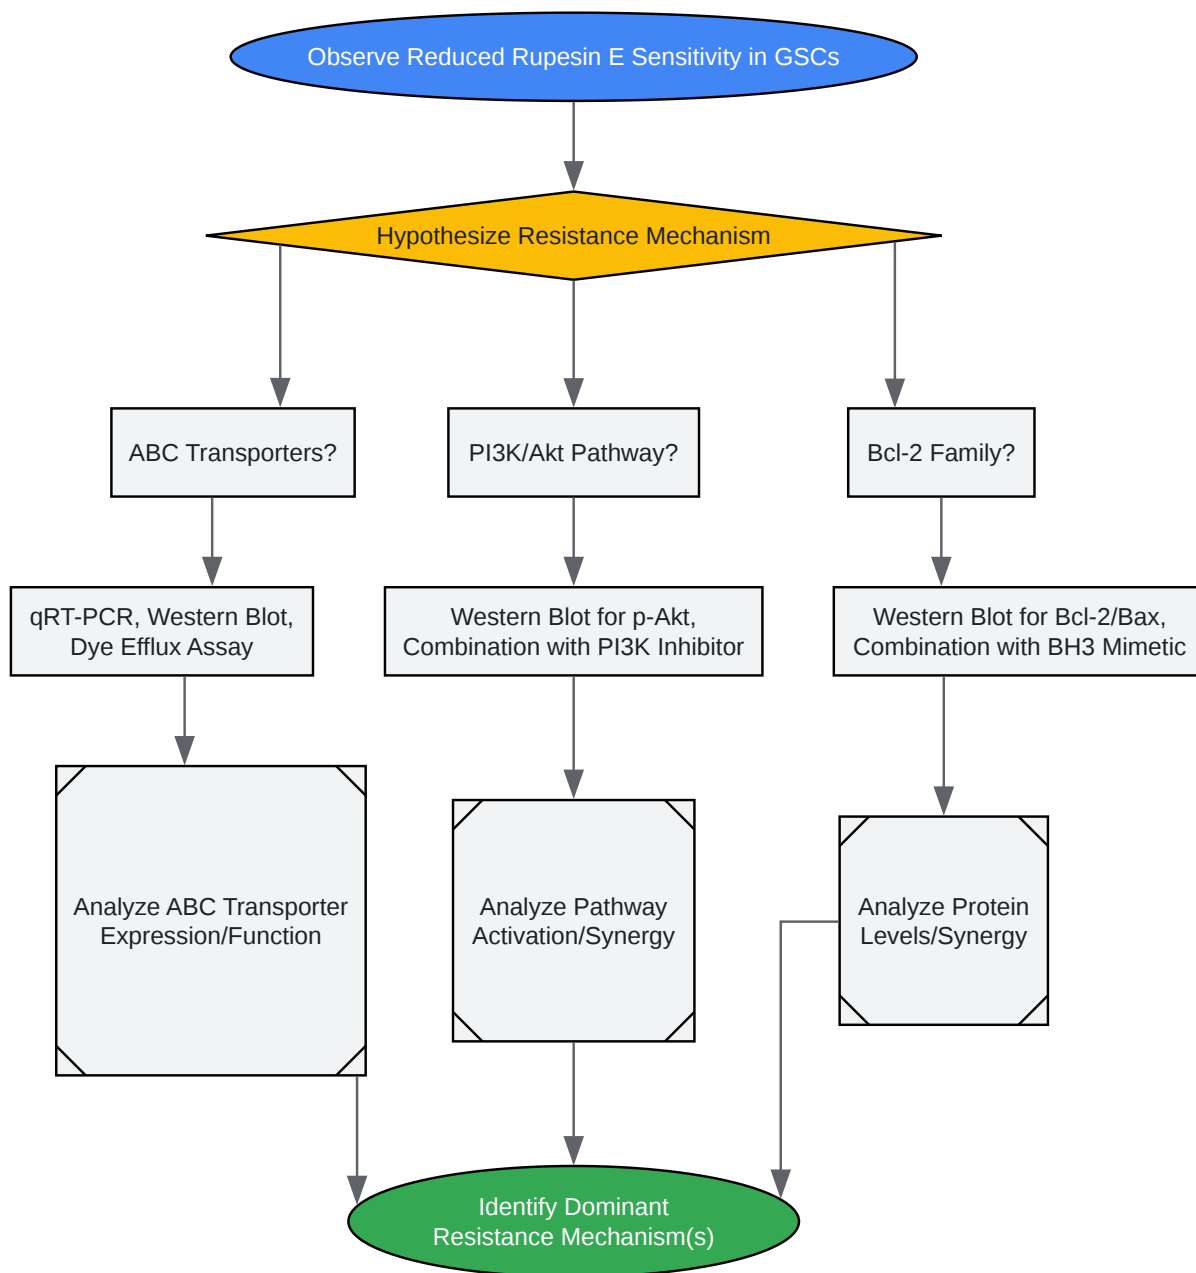 Observe Reduced Rupesin E Sensitivity in GSCs
Hypothesize Resistance Mechanism
ABC Transporters?
PI3K/Akt Pathway?
Bcl-2 Family?
qRT-PCR, Western Blot,
Dye Efflux Assay
Western Blot for p-Akt,
Combination with PI3K Inhibitor
Western Blot for Bcl-2/Bax,
Combination with BH3 Mimetic
Analyze ABC Transporter
Expression/Function
Analyze Pathway
Activation/Synergy
Analyze Protein
Levels/Synergy
Identify Dominant
Resistance Mechanism(s)